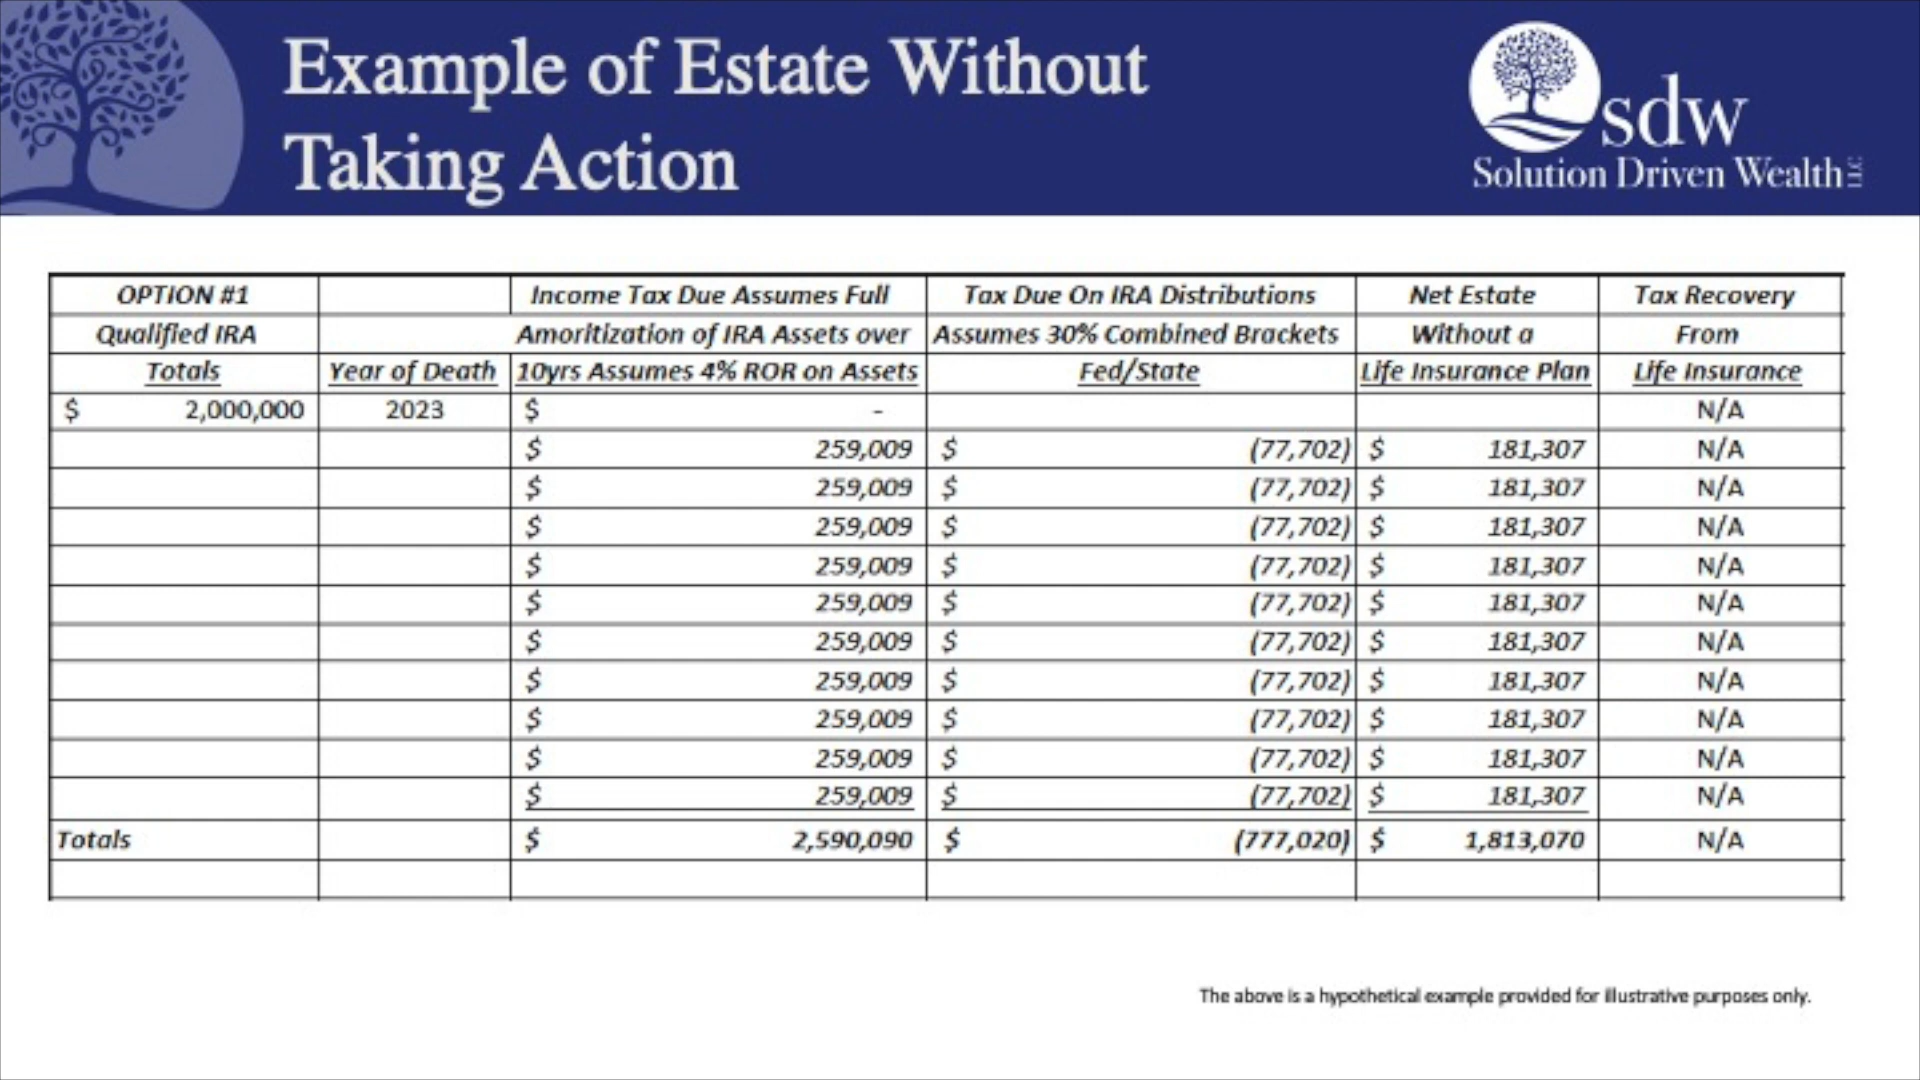 Example of Estate Without
Taking Action
sdw
Solution Driven Wealth LLC
OPTION #1 Income Tax Due Assumes Full Tax Due On IRA Distributions Net Estate Tax Recovery
Qualified IRA Amoritization of IRA Assets over Assumes 30% Combined Brackets Without a From
Totals Year of Death 10yrs Assumes 4% ROR on Assets Fed/State Life Insurance Plan Life Insurance
$ 2,000,000 2023 $ - N/A
$ 259,009 $ (77,702) $ 181,307 N/A
$ 259,009 $ (77,702) $ 181,307 N/A
$ 259,009 $ (77,702) $ 181,307 N/A
$ 259,009 $ (77,702) $ 181,307 N/A
$ 259,009 $ (77,702) $ 181,307 N/A
$ 259,009 $ (77,702) $ 181,307 N/A
$ 259,009 $ (77,702) $ 181,307 N/A
$ 259,009 $ (77,702) $ 181,307 N/A
$ 259,009 $ (77,702) $ 181,307 N/A
$ 259,009 $ (77,702) $ 181,307 N/A
Totals $ 2,590,090 $ (777,020) $ 1,813,070 N/A
The above is a hypothetical example provided for illustrative purposes only.